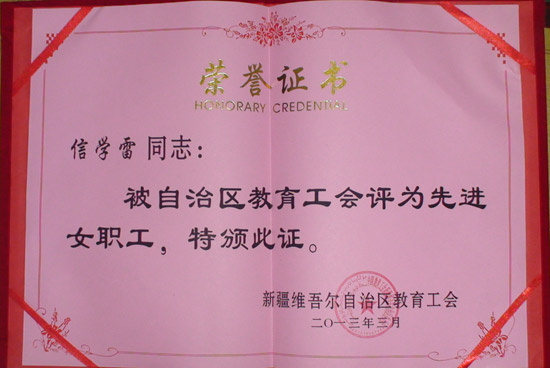 荣誉证书
HONORARY CREDENTIAL
信学雷 同志：
被自治区教育工会评为先进
女职工，特颁此证。
新疆维吾尔自治区教育工会
二〇一三年三月